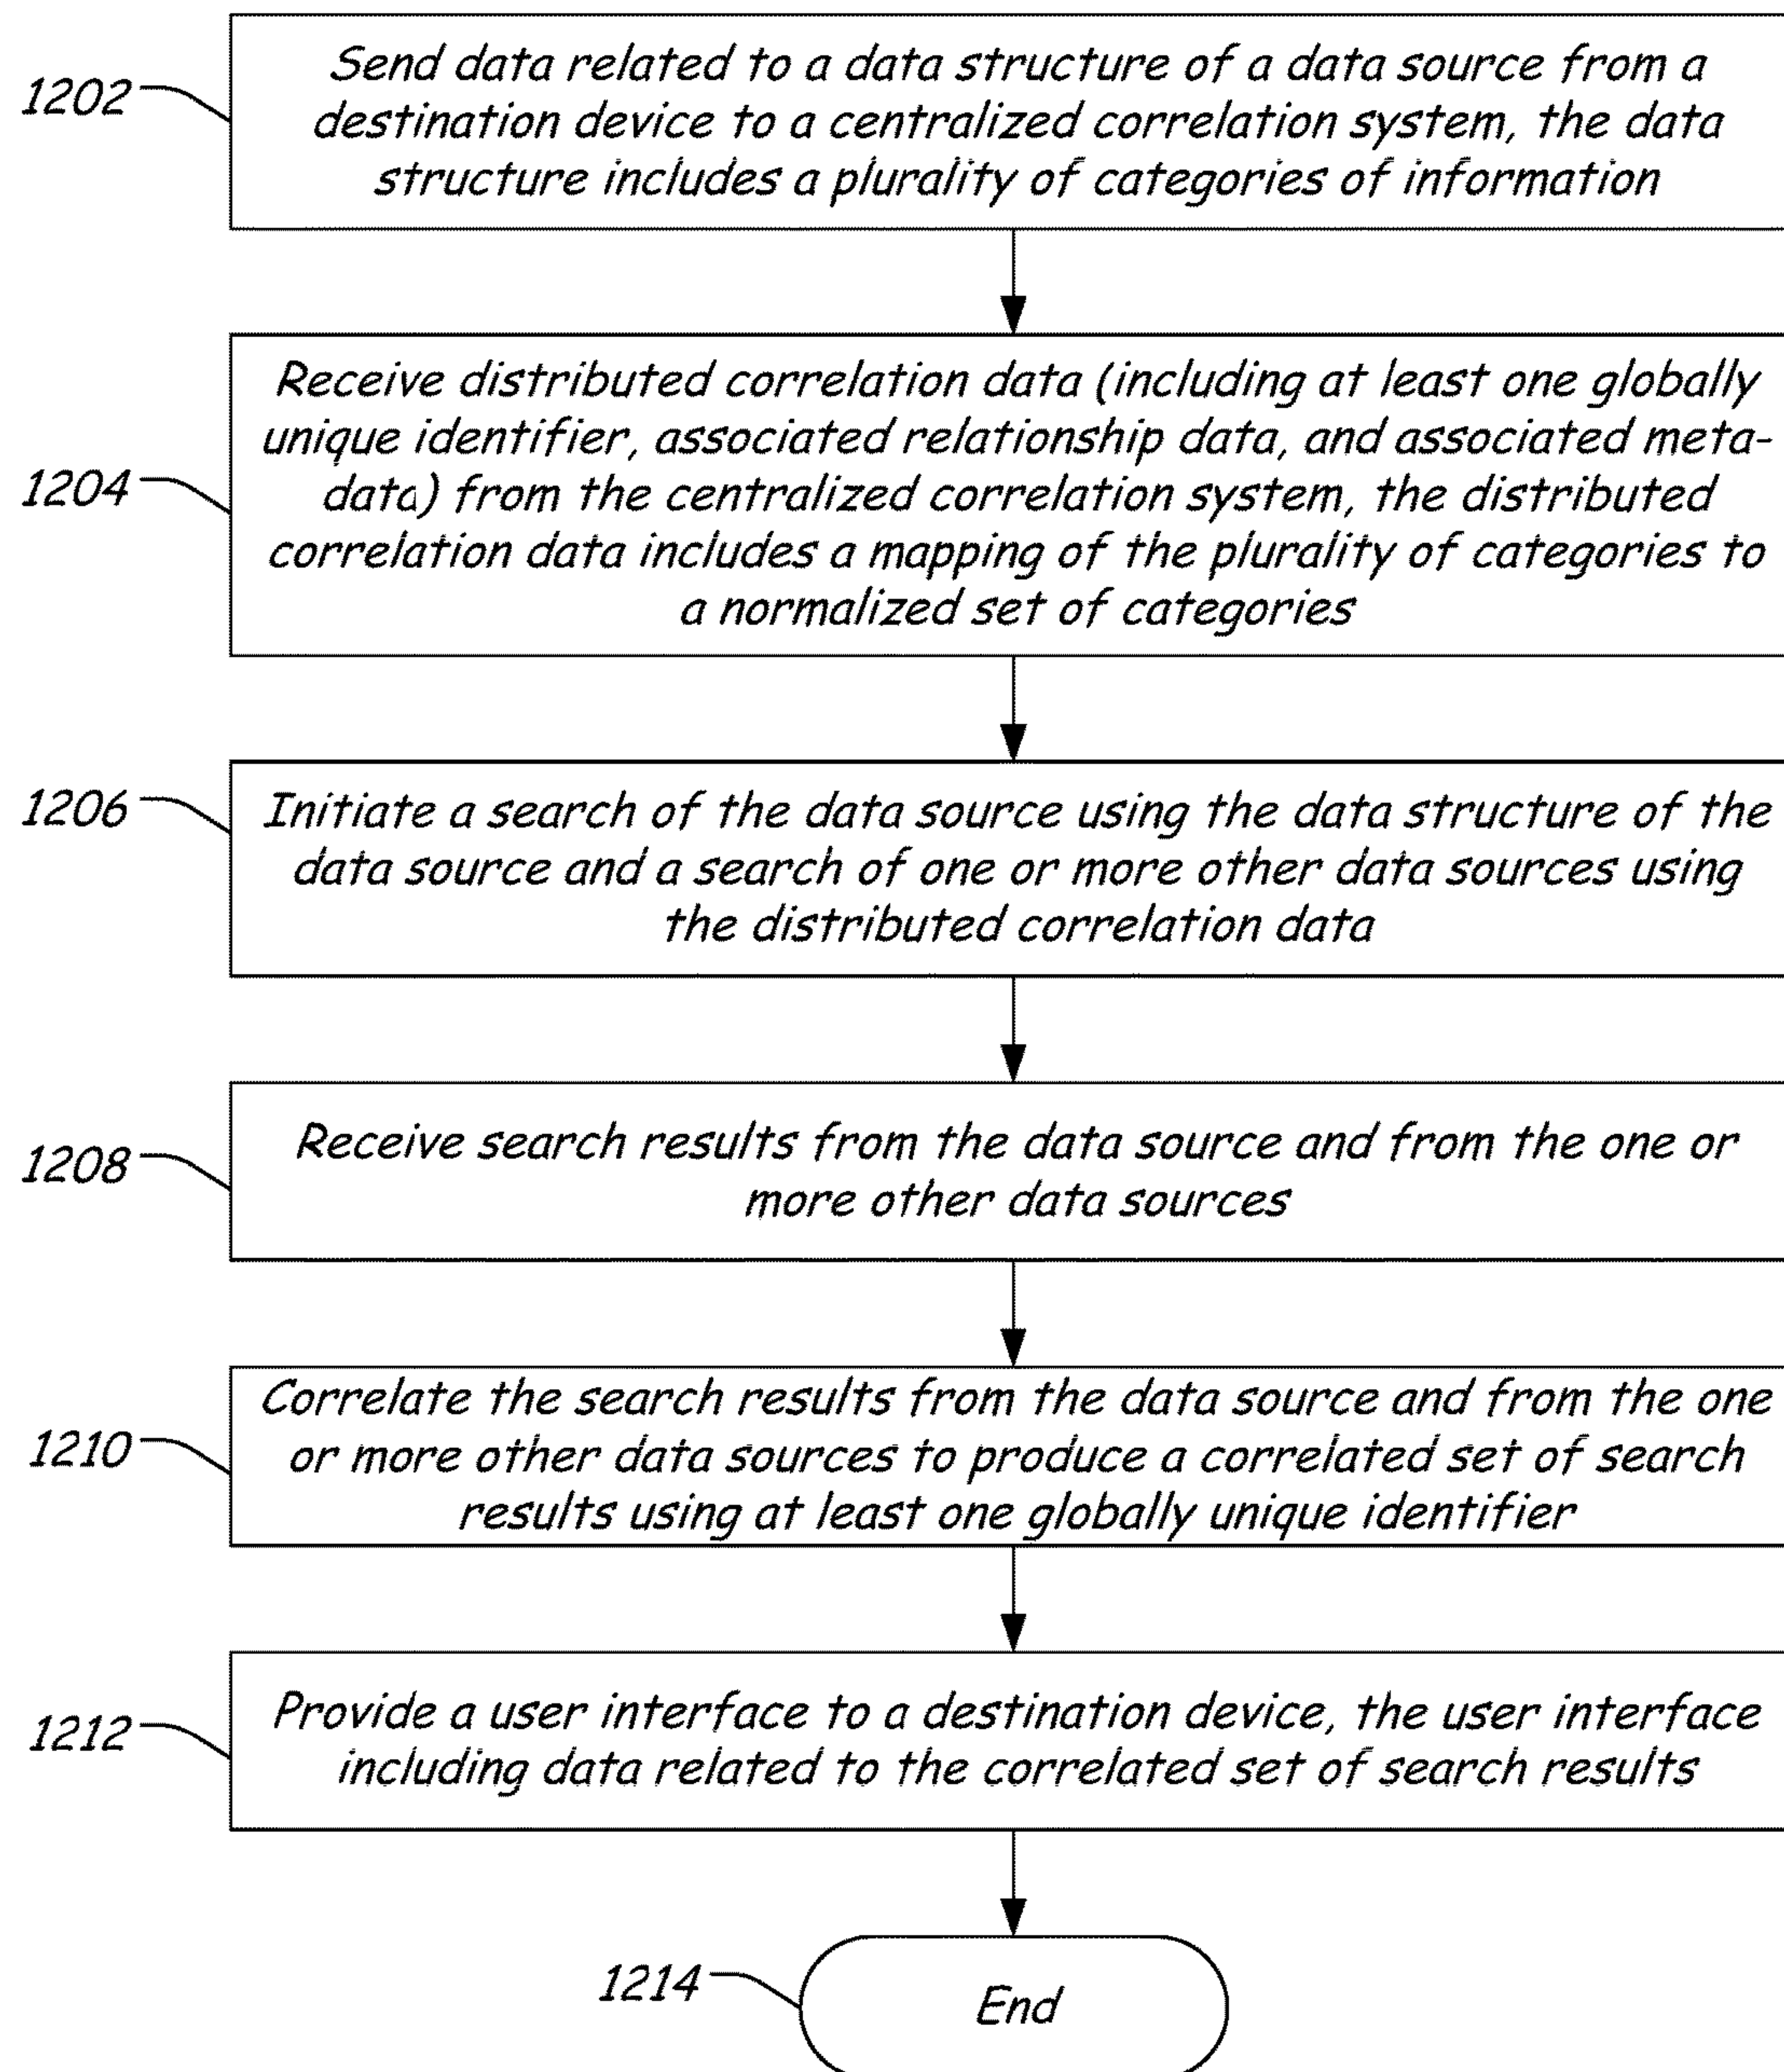 Send data related to a data structure of a data source from a
1202
destination device to a centralized correlation system, the data
structure includes a plurality of categories of information
Receive distributed correlation data (including at least one globally
unique identifier, associated relationship data, and associated meta-
1204
data) from the centralized correlation system, the distributed
correlation data includes a mapping of the plurality of categories to
a normalized set of categories
1206
Initiate a search of the data source using the data structure of the
data source and a search of one or more other data sources using
the distributed correlation data
Receive search results from the data source and from the one or
1208
more other data sources
Correlate the search results from the data source and from the one
1210
or more other data sources to produce a correlated set of search
results using at least one globally unique identifier
Provide a user interface to a destination device, the user interface
1212
including data related to the correlated set of search results
1214
End